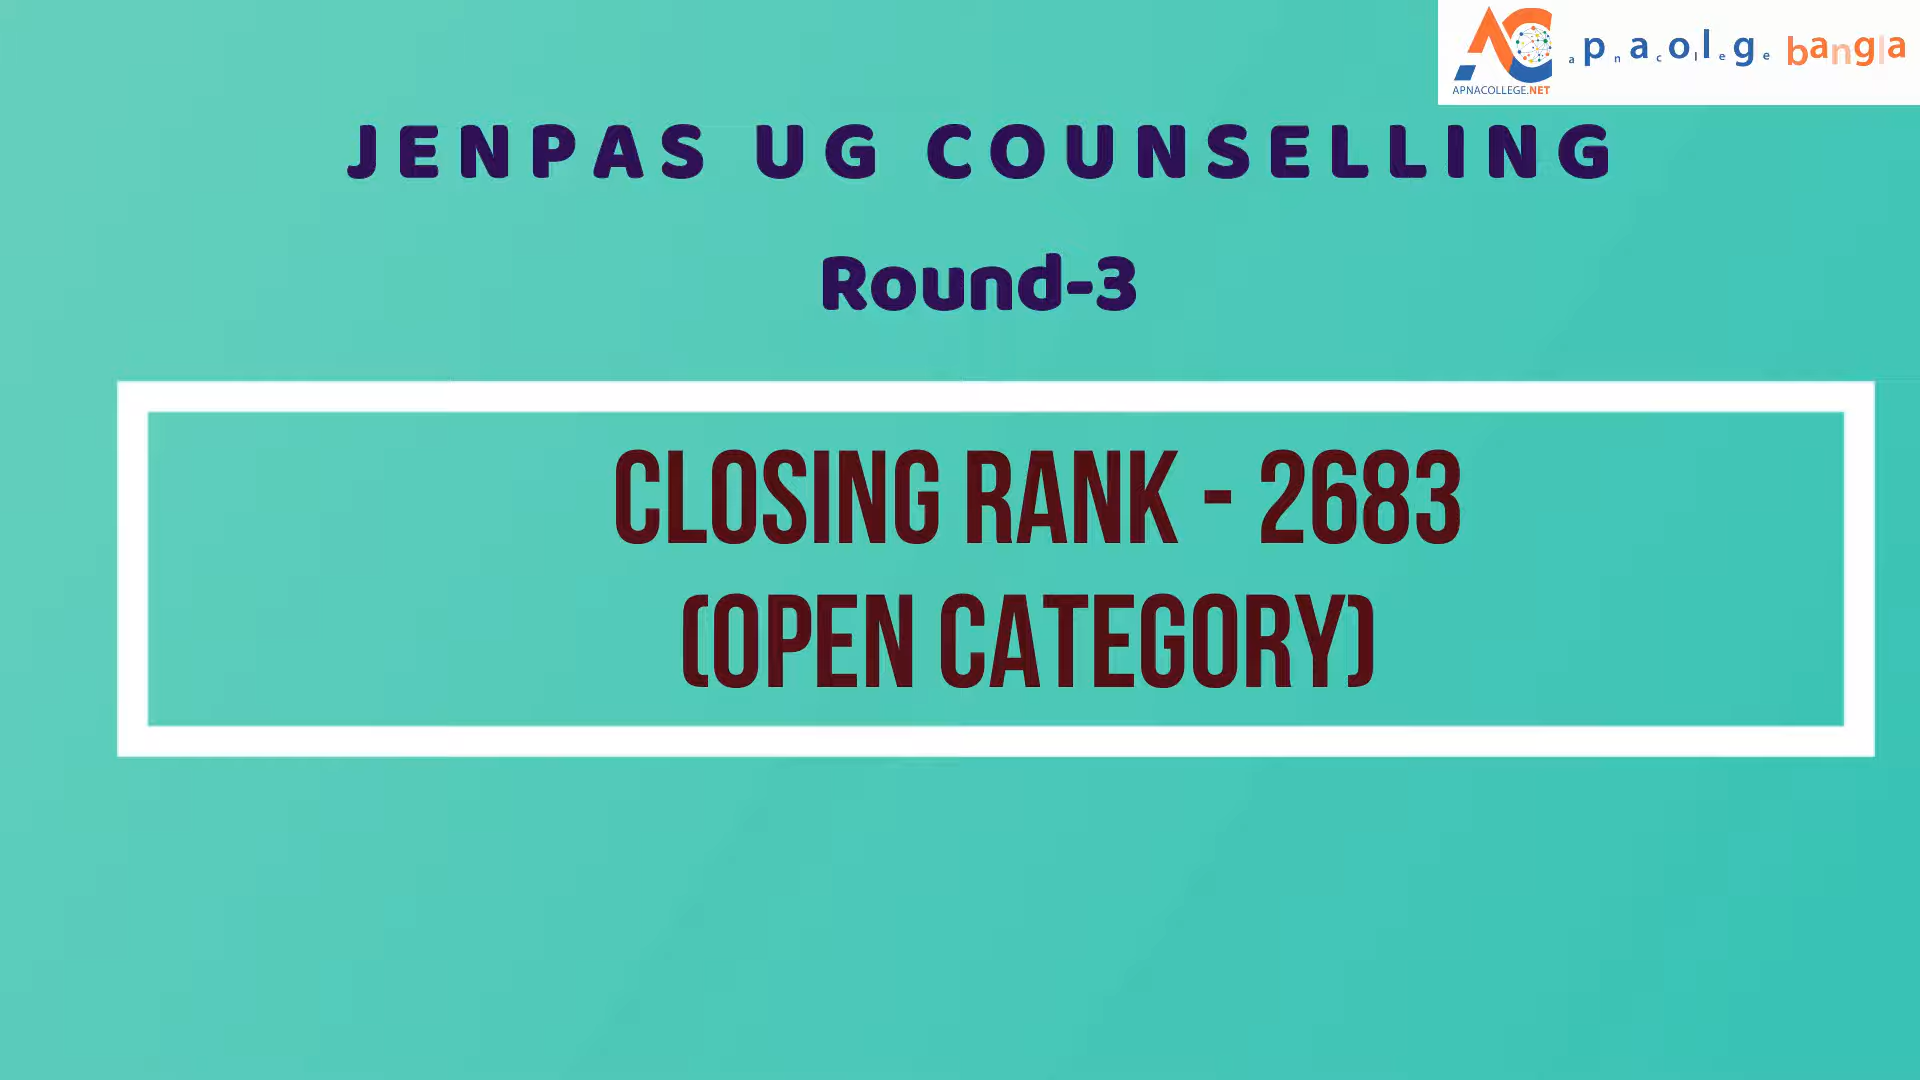 apnacollege bangla
APNACOLLEGE.NET
JENPAS UG COUNSELLING
Round-3
CLOSING RANK - 2683
(OPEN CATEGORY)